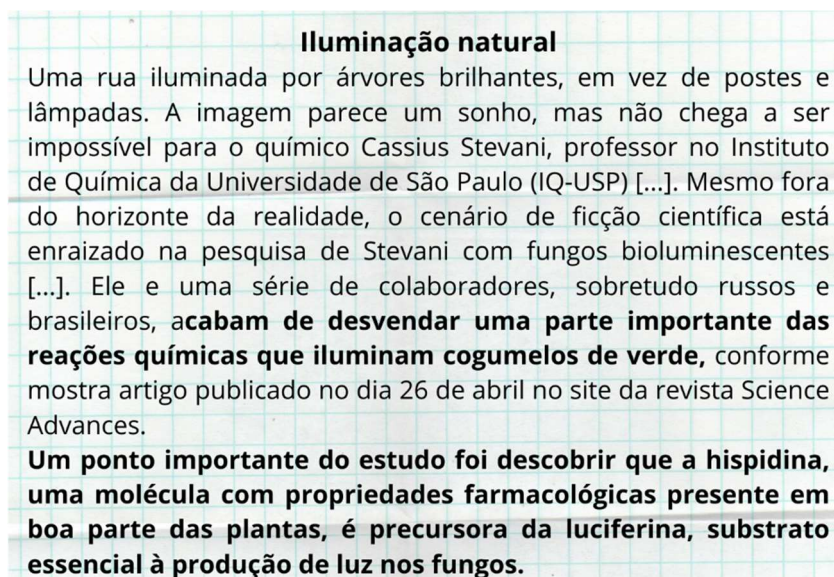 Iluminação natural
Uma rua iluminada por árvores brilhantes, em vez de postes e
lâmpadas. A imagem parece um sonho, mas não chega a ser
impossível para o químico Cassius Stevani, professor no Instituto
de Química da Universidade de São Paulo (IQ-USP) [...]. Mesmo fora
do horizonte da realidade, o cenário de ficção científica está
enraizado na pesquisa de Stevani com fungos bioluminescentes
[...]. Ele e uma série de colaboradores, sobretudo russos e
brasileiros, acabam de desvendar uma parte importante das
reações químicas que iluminam cogumelos de verde, conforme
mostra artigo publicado no dia 26 de abril no site da revista Science
Advances.
Um ponto importante do estudo foi descobrir que a hispidina,
uma molécula com propriedades farmacológicas presente em
boa parte das plantas, é precursora da luciferina, substrato
essencial à produção de luz nos fungos.